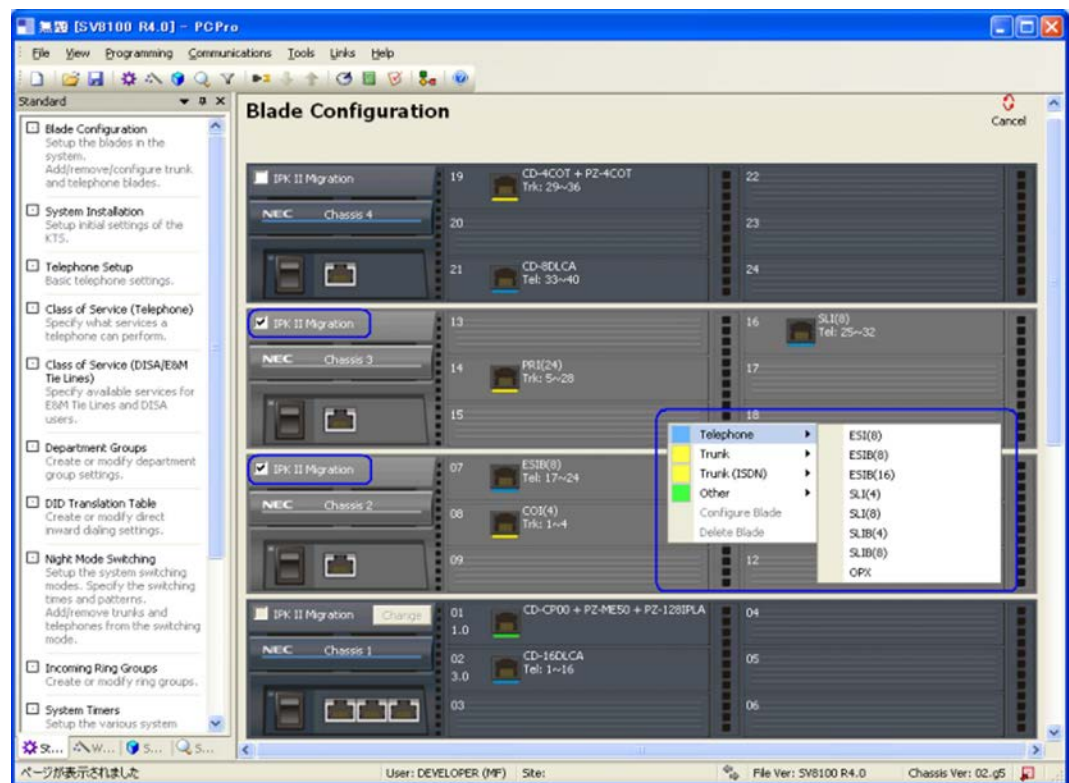 無題 [SV8100 R4.0] - PCPro
File View Programming Communications Tools Links Help
Standard
Blade Configuration
Setup the blades in the
system.
Add/remove/configure trunk
and telephone blades.
System Installation
Setup initial settings of the
KTS.
Telephone Setup
Basic telephone settings.
Class of Service (Telephone)
Specify what services a
telephone can perform.
Class of Service (DISA/E&M
Tie Lines)
Specify available services for
E&M Tie Lines and DISA
users.
Department Groups
Create or modify department
group settings.
DID Translation Table
Create or modify direct
inward dialing settings.
Night Mode Switching
Setup the system switching
modes. Specify the switching
times and patterns.
Add/remove trunks and
telephones from the switching
mode.
Incoming Ring Groups
Create or modify ring groups.
System Timers
Setup the various system
St... W... S... S...
Blade Configuration
Cancel
IPK II Migration
NEC Chassis 4
19 CD-4COT + PZ-4COT
Trk: 29~36
20
21 CD-8DLCA
Tel: 33~40
22
23
24
IPK II Migration
NEC Chassis 3
13
14 PRI(24)
Trk: 5~28
15
16 SLI(8)
Tel: 25~32
17
18
IPK II Migration
NEC Chassis 2
07 ESIB(8)
Tel: 17~24
08 COI(4)
Trk: 1~4
09
12
Telephone
Trunk
Trunk (ISDN)
Other
Configure Blade
Delete Blade
ESI(8)
ESIB(8)
ESIB(16)
SLI(4)
SLI(8)
SLIB(4)
SLIB(8)
OPX
IPK II Migration Change
NEC Chassis 1
01 CD-CP00 + PZ-ME50 + PZ-128IPLA
1.0
02 CD-16DLCA
3.0 Tel: 1~16
03
04
05
06
ページが表示されました User: DEVELOPER (MF) Site: File Ver: SV8100 R4.0 Chassis Ver: 02.g5